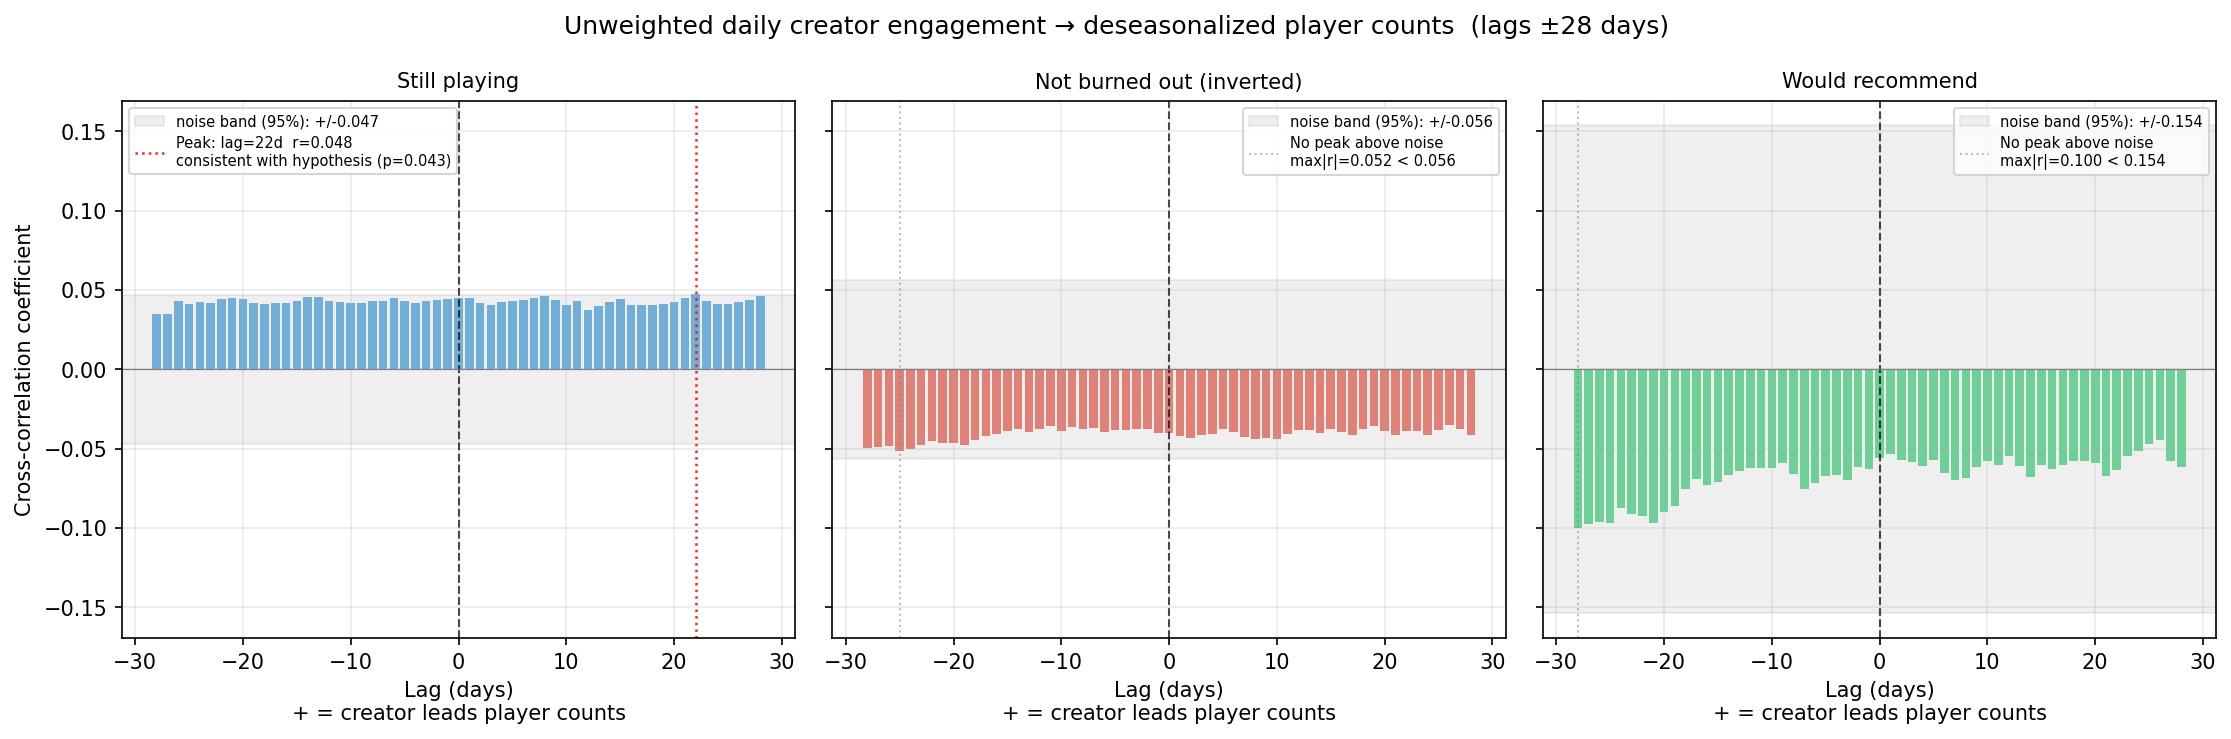 Unweighted daily creator engagement → deseasonalized player counts  (lags ±28 days)
Still playing
noise band (95%): +/-0.047
Peak: lag=22d  r=0.048
consistent with hypothesis (p=0.043)
Cross-correlation coefficient
0.15
0.10
0.05
0.00
−0.05
−0.10
−0.15
−30
−20
−10
0
10
20
30
Lag (days)
+ = creator leads player counts
Not burned out (inverted)
noise band (95%): +/-0.056
No peak above noise
max|r|=0.052 < 0.056
−30
−20
−10
0
10
20
30
Lag (days)
+ = creator leads player counts
Would recommend
noise band (95%): +/-0.154
No peak above noise
max|r|=0.100 < 0.154
−30
−20
−10
0
10
20
30
Lag (days)
+ = creator leads player counts